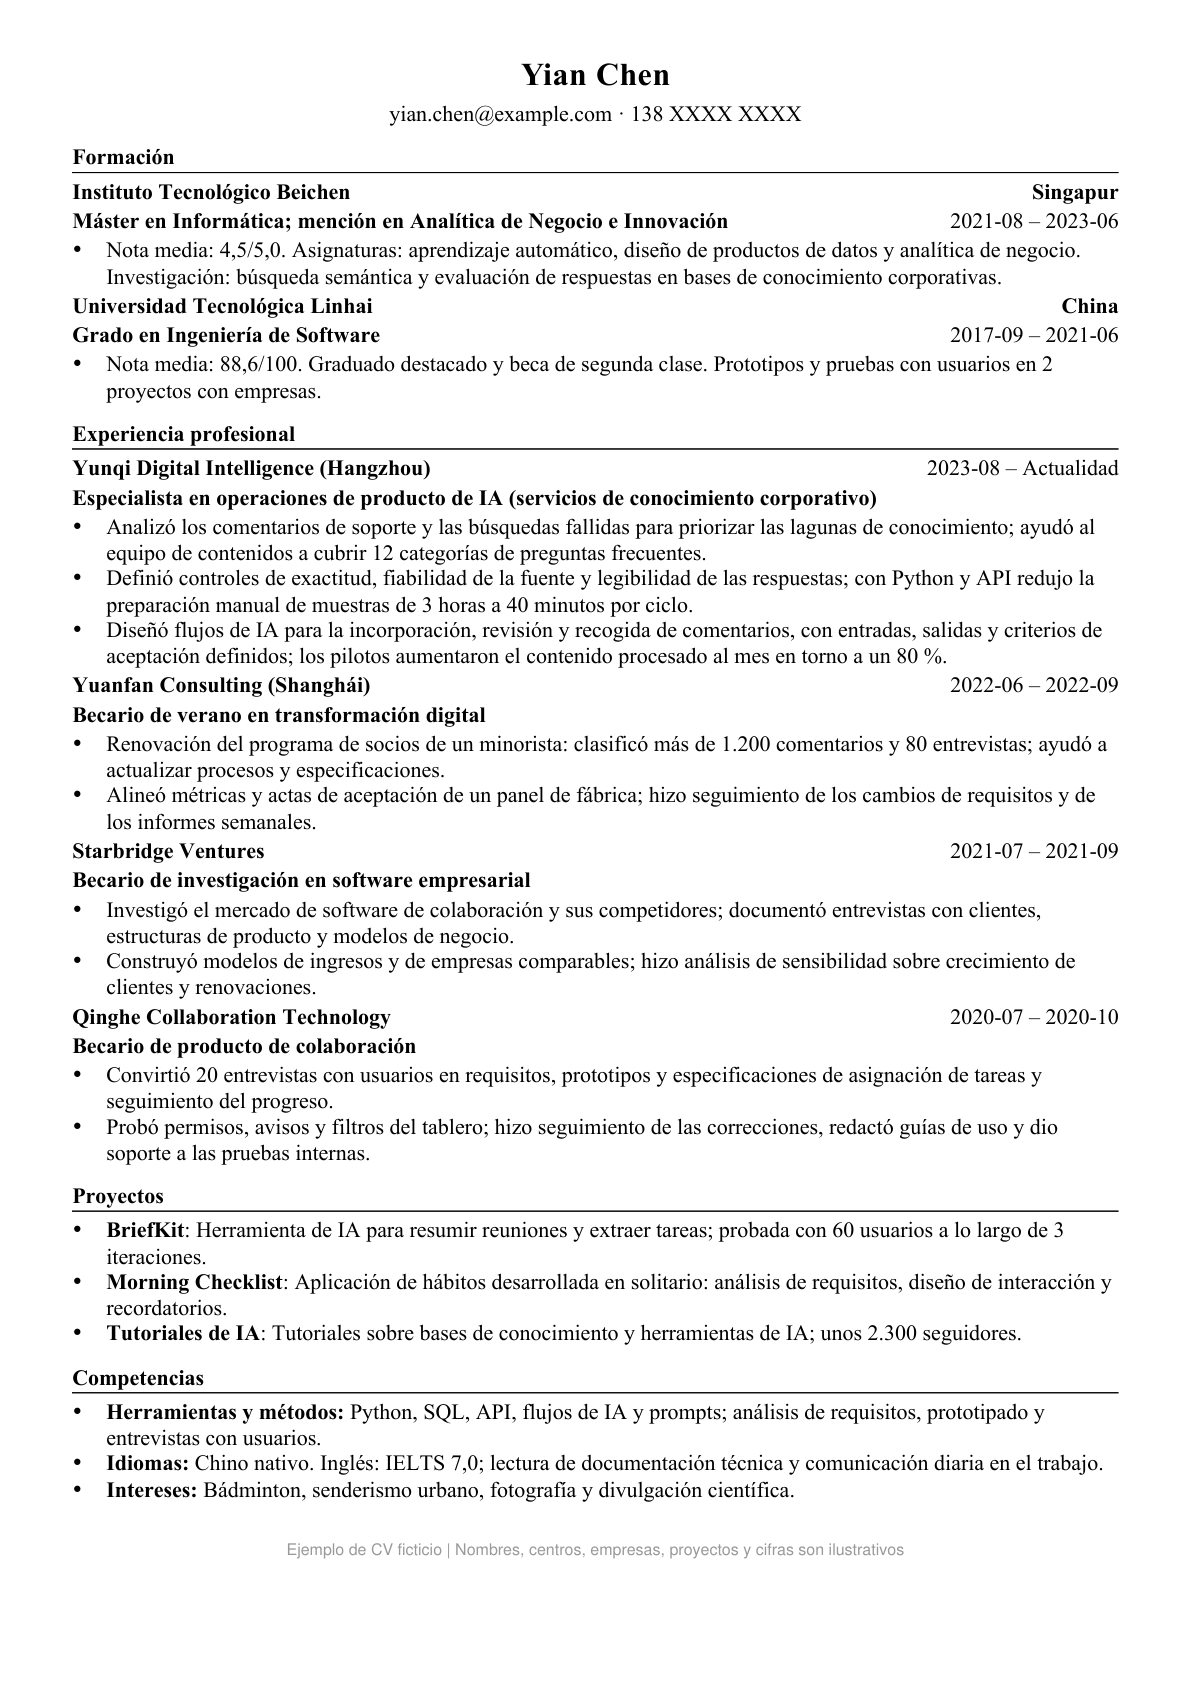 Yian Chen
yian.chen@example.com · 138 XXXX XXXX
Formación
Instituto Tecnológico Beichen Singapur
Máster en Informática; mención en Analítica de Negocio e Innovación 2021-08 – 2023-06
• Nota media: 4,5/5,0. Asignaturas: aprendizaje automático, diseño de productos de datos y analítica de negocio.
Investigación: búsqueda semántica y evaluación de respuestas en bases de conocimiento corporativas.
Universidad Tecnológica Linhai China
Grado en Ingeniería de Software 2017-09 – 2021-06
• Nota media: 88,6/100. Graduado destacado y beca de segunda clase. Prototipos y pruebas con usuarios en 2
proyectos con empresas.
Experiencia profesional
Yunqi Digital Intelligence (Hangzhou) 2023-08 – Actualidad
Especialista en operaciones de producto de IA (servicios de conocimiento corporativo)
• Analizó los comentarios de soporte y las búsquedas fallidas para priorizar las lagunas de conocimiento; ayudó al
equipo de contenidos a cubrir 12 categorías de preguntas frecuentes.
• Definió controles de exactitud, fiabilidad de la fuente y legibilidad de las respuestas; con Python y API redujo la
preparación manual de muestras de 3 horas a 40 minutos por ciclo.
• Diseñó flujos de IA para la incorporación, revisión y recogida de comentarios, con entradas, salidas y criterios de
aceptación definidos; los pilotos aumentaron el contenido procesado al mes en torno a un 80 %.
Yuanfan Consulting (Shanghái) 2022-06 – 2022-09
Becario de verano en transformación digital
• Renovación del programa de socios de un minorista: clasificó más de 1.200 comentarios y 80 entrevistas; ayudó a
actualizar procesos y especificaciones.
• Alineó métricas y actas de aceptación de un panel de fábrica; hizo seguimiento de los cambios de requisitos y de
los informes semanales.
Starbridge Ventures 2021-07 – 2021-09
Becario de investigación en software empresarial
• Investigó el mercado de software de colaboración y sus competidores; documentó entrevistas con clientes,
estructuras de producto y modelos de negocio.
• Construyó modelos de ingresos y de empresas comparables; hizo análisis de sensibilidad sobre crecimiento de
clientes y renovaciones.
Qinghe Collaboration Technology 2020-07 – 2020-10
Becario de producto de colaboración
• Convirtió 20 entrevistas con usuarios en requisitos, prototipos y especificaciones de asignación de tareas y
seguimiento del progreso.
• Probó permisos, avisos y filtros del tablero; hizo seguimiento de las correcciones, redactó guías de uso y dio
soporte a las pruebas internas.
Proyectos
• BriefKit: Herramienta de IA para resumir reuniones y extraer tareas; probada con 60 usuarios a lo largo de 3
iteraciones.
• Morning Checklist: Aplicación de hábitos desarrollada en solitario: análisis de requisitos, diseño de interacción y
recordatorios.
• Tutoriales de IA: Tutoriales sobre bases de conocimiento y herramientas de IA; unos 2.300 seguidores.
Competencias
• Herramientas y métodos: Python, SQL, API, flujos de IA y prompts; análisis de requisitos, prototipado y
entrevistas con usuarios.
• Idiomas: Chino nativo. Inglés: IELTS 7,0; lectura de documentación técnica y comunicación diaria en el trabajo.
• Intereses: Bádminton, senderismo urbano, fotografía y divulgación científica.
Ejemplo de CV ficticio | Nombres, centros, empresas, proyectos y cifras son ilustrativos